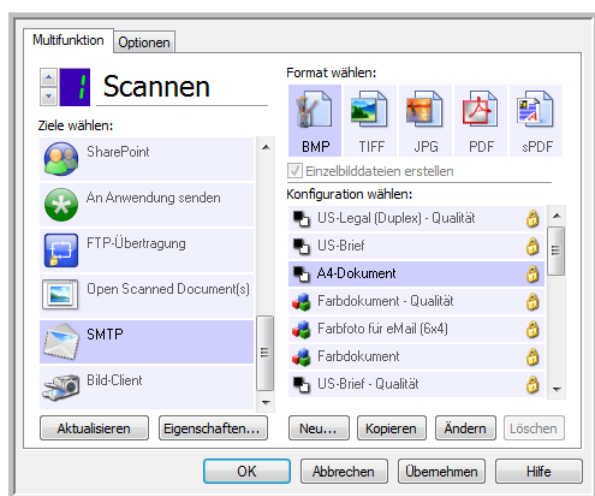 Multifunktion Optionen
1 Scannen
Ziele wählen:
SharePoint
An Anwendung senden
FTP-Übertragung
Open Scanned Document(s)
SMTP
Bild-Client
Aktualisieren Eigenschaften...
Format wählen:
BMP TIFF JPG PDF sPDF
Einzelbilddateien erstellen
Konfiguration wählen:
US-Legal (Duplex) - Qualität
US-Brief
A4-Dokument
Farbdokument - Qualität
Farbfoto für eMail (6x4)
Farbdokument
US-Brief - Qualität
Neu... Kopieren Ändern Löschen
OK Abbrechen Übernehmen Hilfe